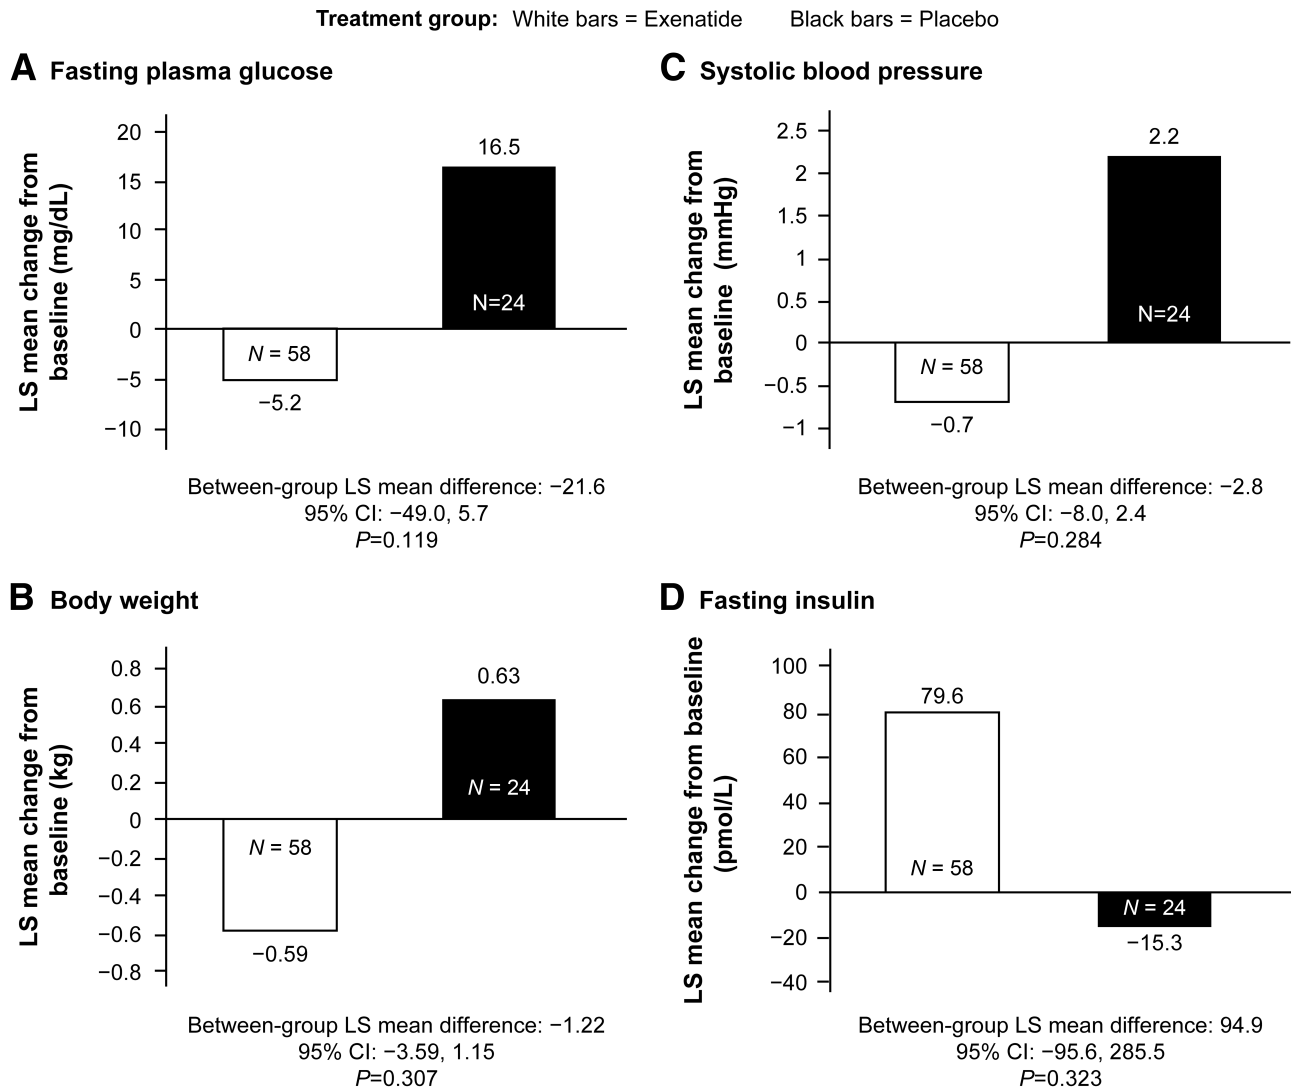 Treatment group: White bars = Exenatide Black bars = Placebo
A Fasting plasma glucose
LS mean change from
baseline (mg/dL)
20
15
10
5
0
−5
−10
16.5
N=24
N = 58
−5.2
Between-group LS mean difference: −21.6
95% CI: −49.0, 5.7
P=0.119
C Systolic blood pressure
LS mean change from
baseline (mmHg)
2.5
2
1.5
1
0.5
0
−0.5
−1
2.2
N=24
N = 58
−0.7
Between-group LS mean difference: −2.8
95% CI: −8.0, 2.4
P=0.284
B Body weight
LS mean change from
baseline (kg)
0.8
0.6
0.4
0.2
0
−0.2
−0.4
−0.6
−0.8
0.63
N = 24
N = 58
−0.59
Between-group LS mean difference: −1.22
95% CI: −3.59, 1.15
P=0.307
D Fasting insulin
LS mean change from baseline
(pmol/L)
100
80
60
40
20
0
−20
−40
79.6
N = 58
N = 24
−15.3
Between-group LS mean difference: 94.9
95% CI: −95.6, 285.5
P=0.323